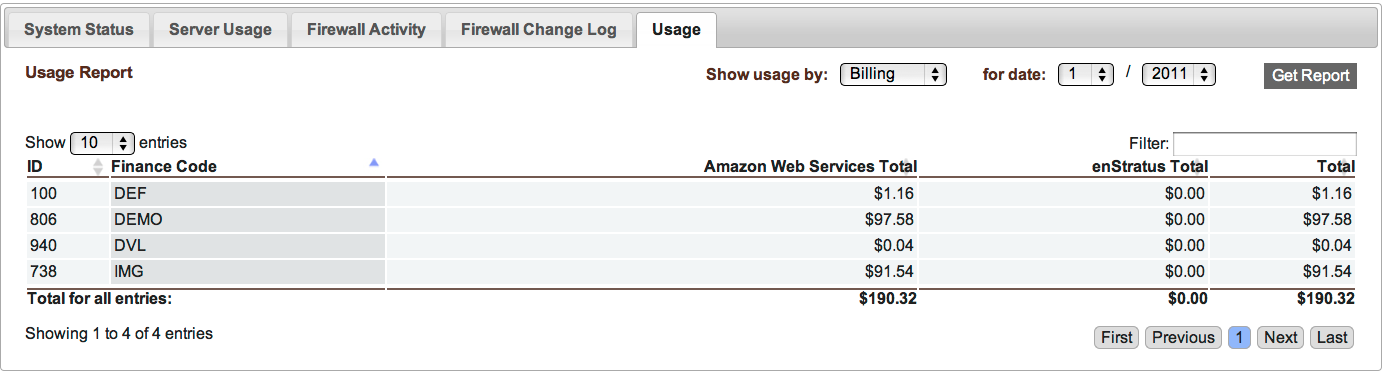 System Status Server Usage Firewall Activity Firewall Change Log Usage
Usage Report Show usage by: Billing for date: 1 / 2011 Get Report
Show 10 entries Filter:
ID Finance Code Amazon Web Services Total enStratus Total Total
100 DEF $1.16 $0.00 $1.16
806 DEMO $97.58 $0.00 $97.58
940 DVL $0.04 $0.00 $0.04
738 IMG $91.54 $0.00 $91.54
Total for all entries: $190.32 $0.00 $190.32
Showing 1 to 4 of 4 entries First Previous 1 Next Last